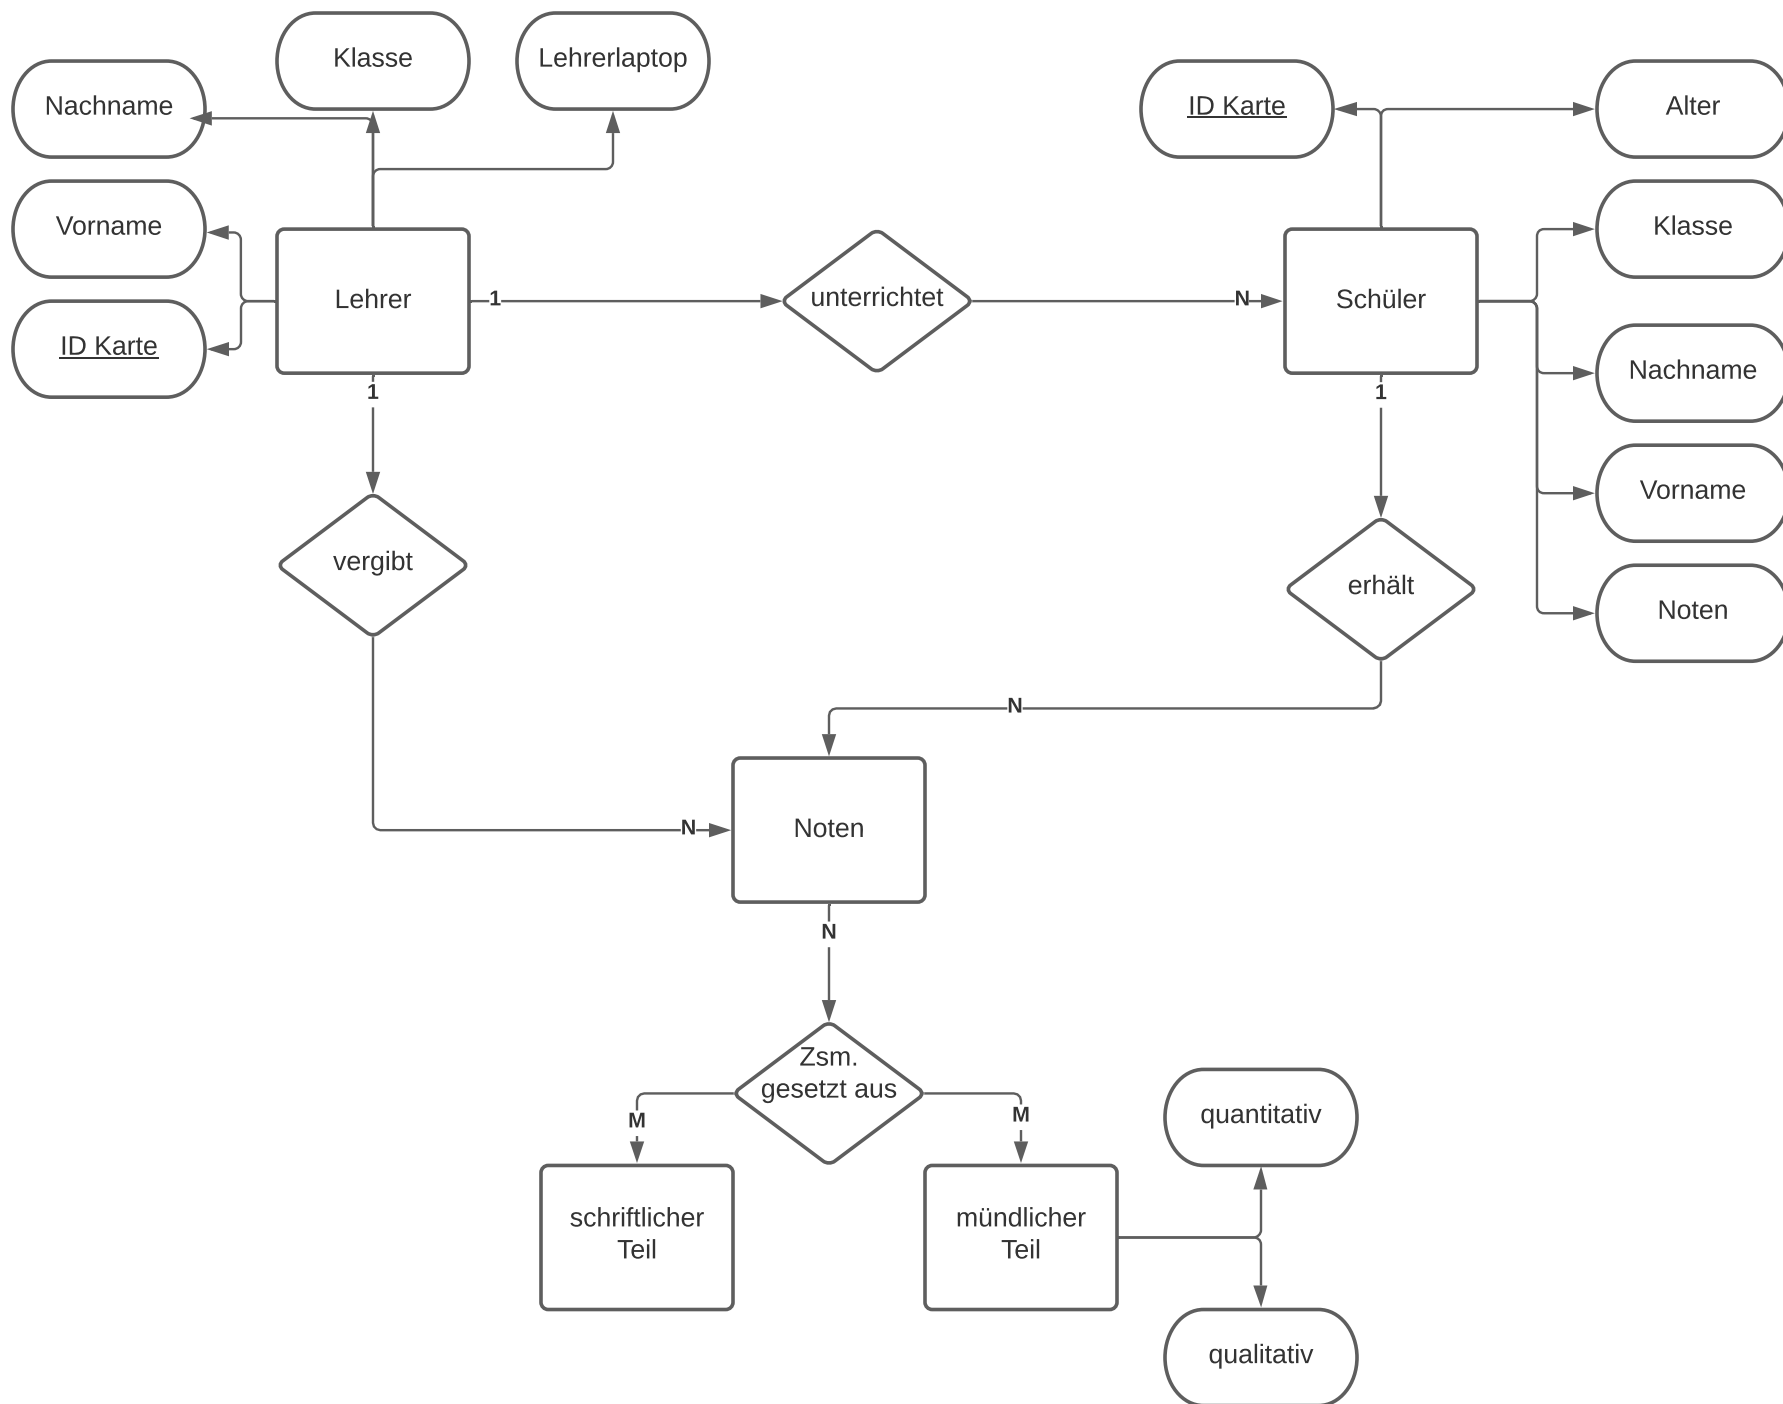 Klasse
Lehrerlaptop
Nachname
ID Karte
Alter
Vorname
Klasse
Lehrer
1
unterrichtet
N
Schüler
ID Karte
Nachname
1
1
Vorname
vergibt
erhält
Noten
N
N
Noten
N
Zsm.
gesetzt aus
M
M
quantitativ
schriftlicher
Teil
mündlicher
Teil
qualitativ